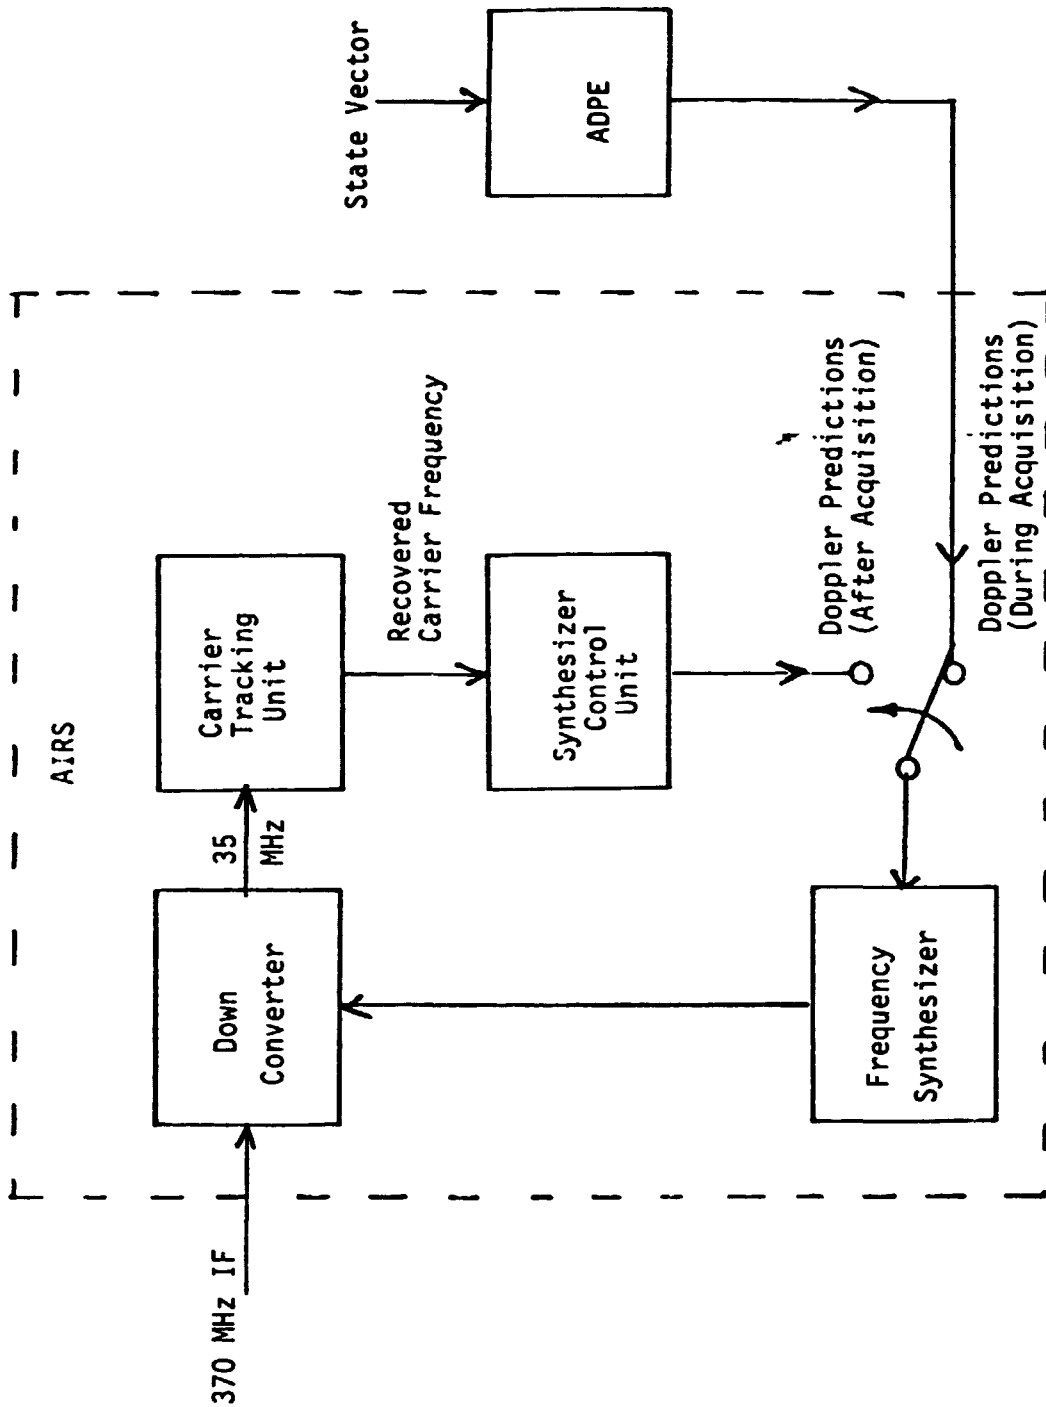 AIRS
370 MHz IF
Down
Converter
35
MHz
Carrier
Tracking
Unit
Recovered
Carrier Frequency
Synthesizer
Control
Unit
State Vector
ADPE
Doppler Predictions
(After Acquisition)
Doppler Predictions
(During Acquisition)
Frequency
Synthesizer